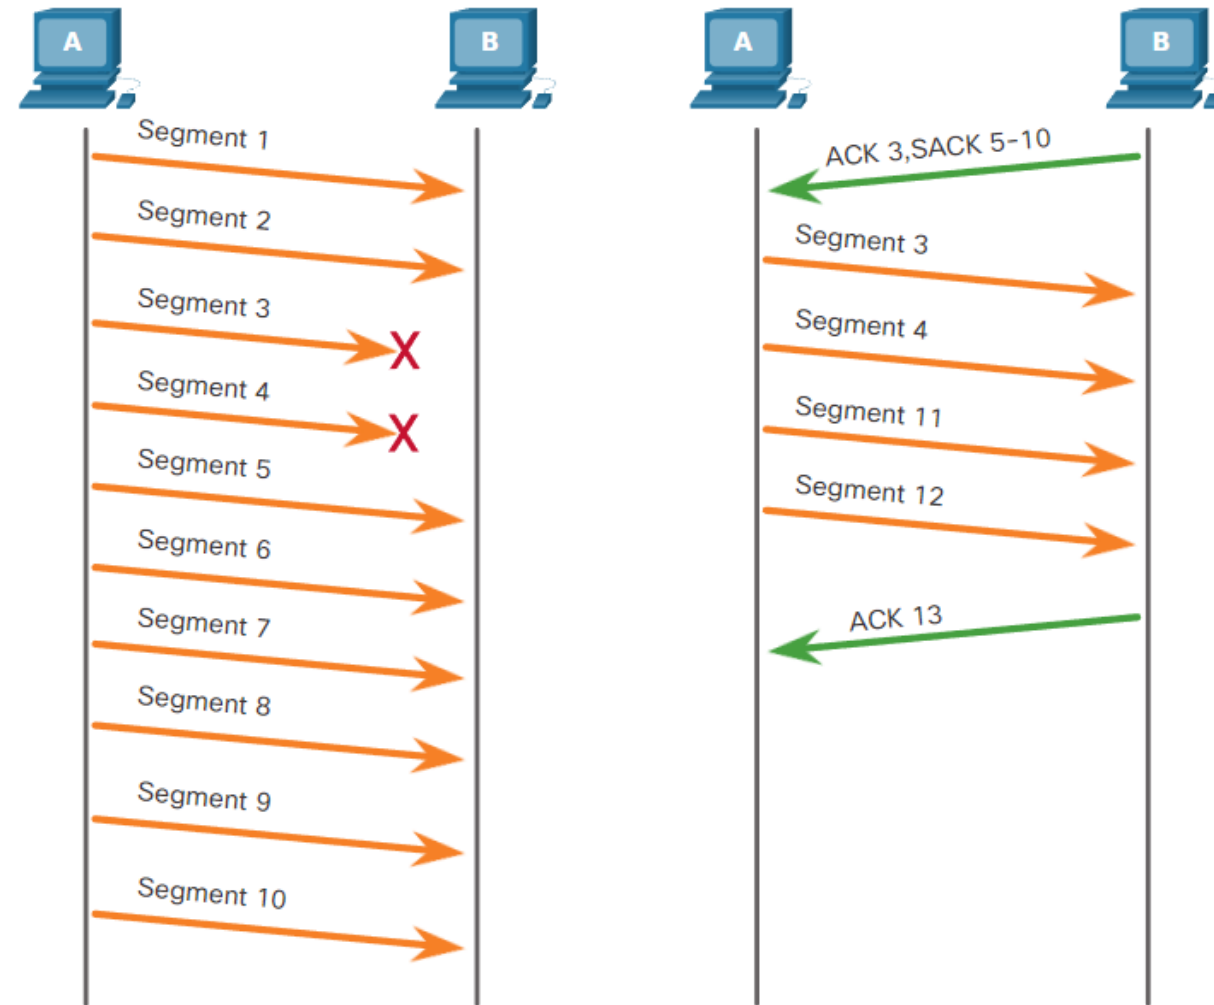 A
B
Segment 1
Segment 2
Segment 3
X
Segment 4
X
Segment 5
Segment 6
Segment 7
Segment 8
Segment 9
Segment 10
A
B
ACK 3,SACK 5-10
Segment 3
Segment 4
Segment 11
Segment 12
ACK 13